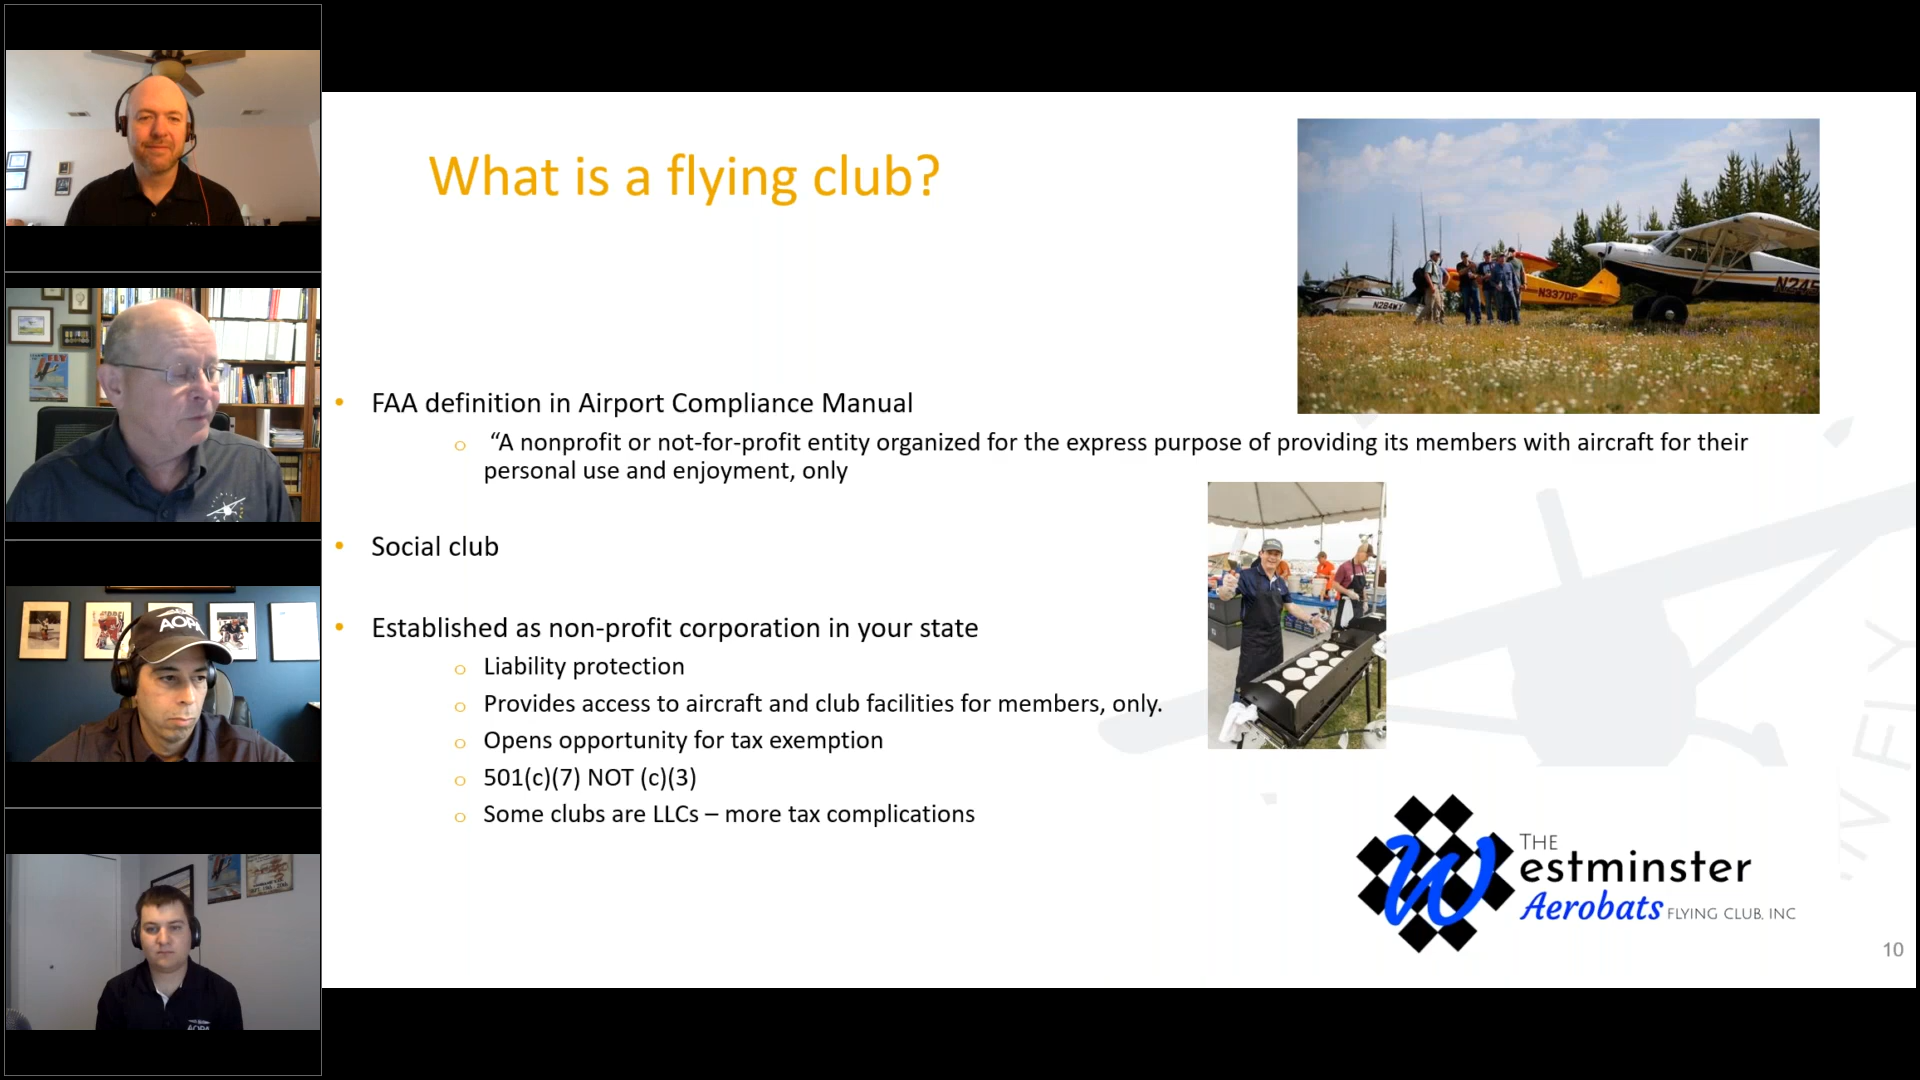 What is a flying club?
N284WY
N337DP
N245
• FAA definition in Airport Compliance Manual
o “A nonprofit or not-for-profit entity organized for the express purpose of providing its members with aircraft for their
personal use and enjoyment, only
• Social club
• Established as non-profit corporation in your state
o Liability protection
o Provides access to aircraft and club facilities for members, only.
o Opens opportunity for tax exemption
o 501(c)(7) NOT (c)(3)
o Some clubs are LLCs – more tax complications
THE
Westminster
Aerobats FLYING CLUB, INC
10
FLY
AOPA
AOPA